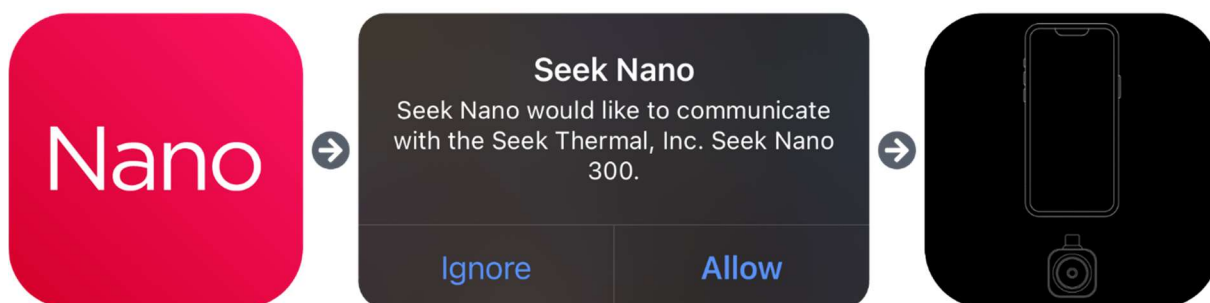 Nano
Seek Nano
Seek Nano would like to communicate
with the Seek Thermal, Inc. Seek Nano
300.
Ignore
Allow